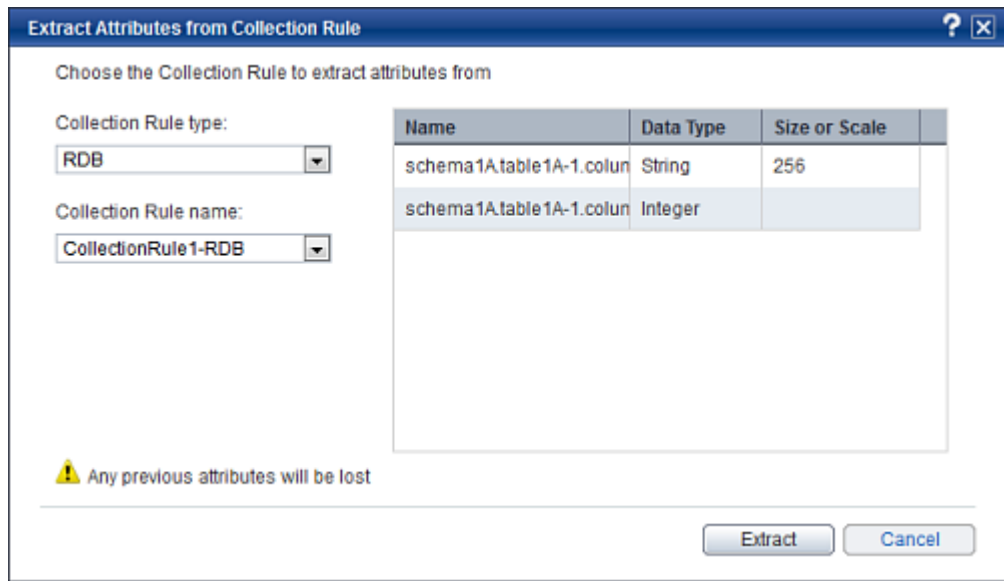 Extract Attributes from Collection Rule ?
Choose the Collection Rule to extract attributes from
Collection Rule type:
RDB
Collection Rule name:
CollectionRule1-RDB
Name Data Type Size or Scale
schema1A.table1A-1.colun String 256
schema1A.table1A-1.colun Integer
Any previous attributes will be lost
Extract Cancel